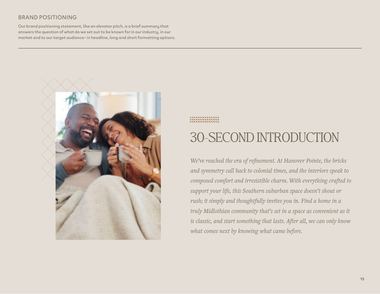 BRAND POSITIONING
Our brand positioning statement, like an elevator pitch, is a brief summary that
answers the question of what do we set out to be known for in our industry, in our
market and to our target audience—in headline, long and short formatting options.
30-SECOND INTRODUCTION
We've reached the era of refinement. At Hanover Pointe, the bricks
and symmetry call back to colonial times, and the interiors speak to
composed comfort and irresistible charm. With everything crafted to
support your life, this Southern suburban space doesn't shout or
rush; it simply and thoughtfully invites you in. Find a home in a
truly Midlothian community that's set in a space as convenient as it
is classic, and start something that lasts. After all, we can only know
what comes next by knowing what came before.